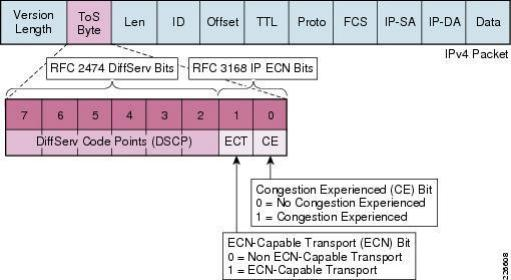 Version Length
ToS Byte
Len
ID
Offset
TTL
Proto
FCS
IP-SA
IP-DA
Data
IPv4 Packet
RFC 2474 DiffServ Bits
RFC 3168 IP ECN Bits
7
6
5
4
3
2
1
0
DiffServ Code Points (DSCP)
ECT
CE
Congestion Experienced (CE) Bit
0 = No Congestion Experienced
1 = Congestion Experienced
ECN-Capable Transport (ECN) Bit
0 = Non ECN-Capable Transport
1 = ECN-Capable Transport